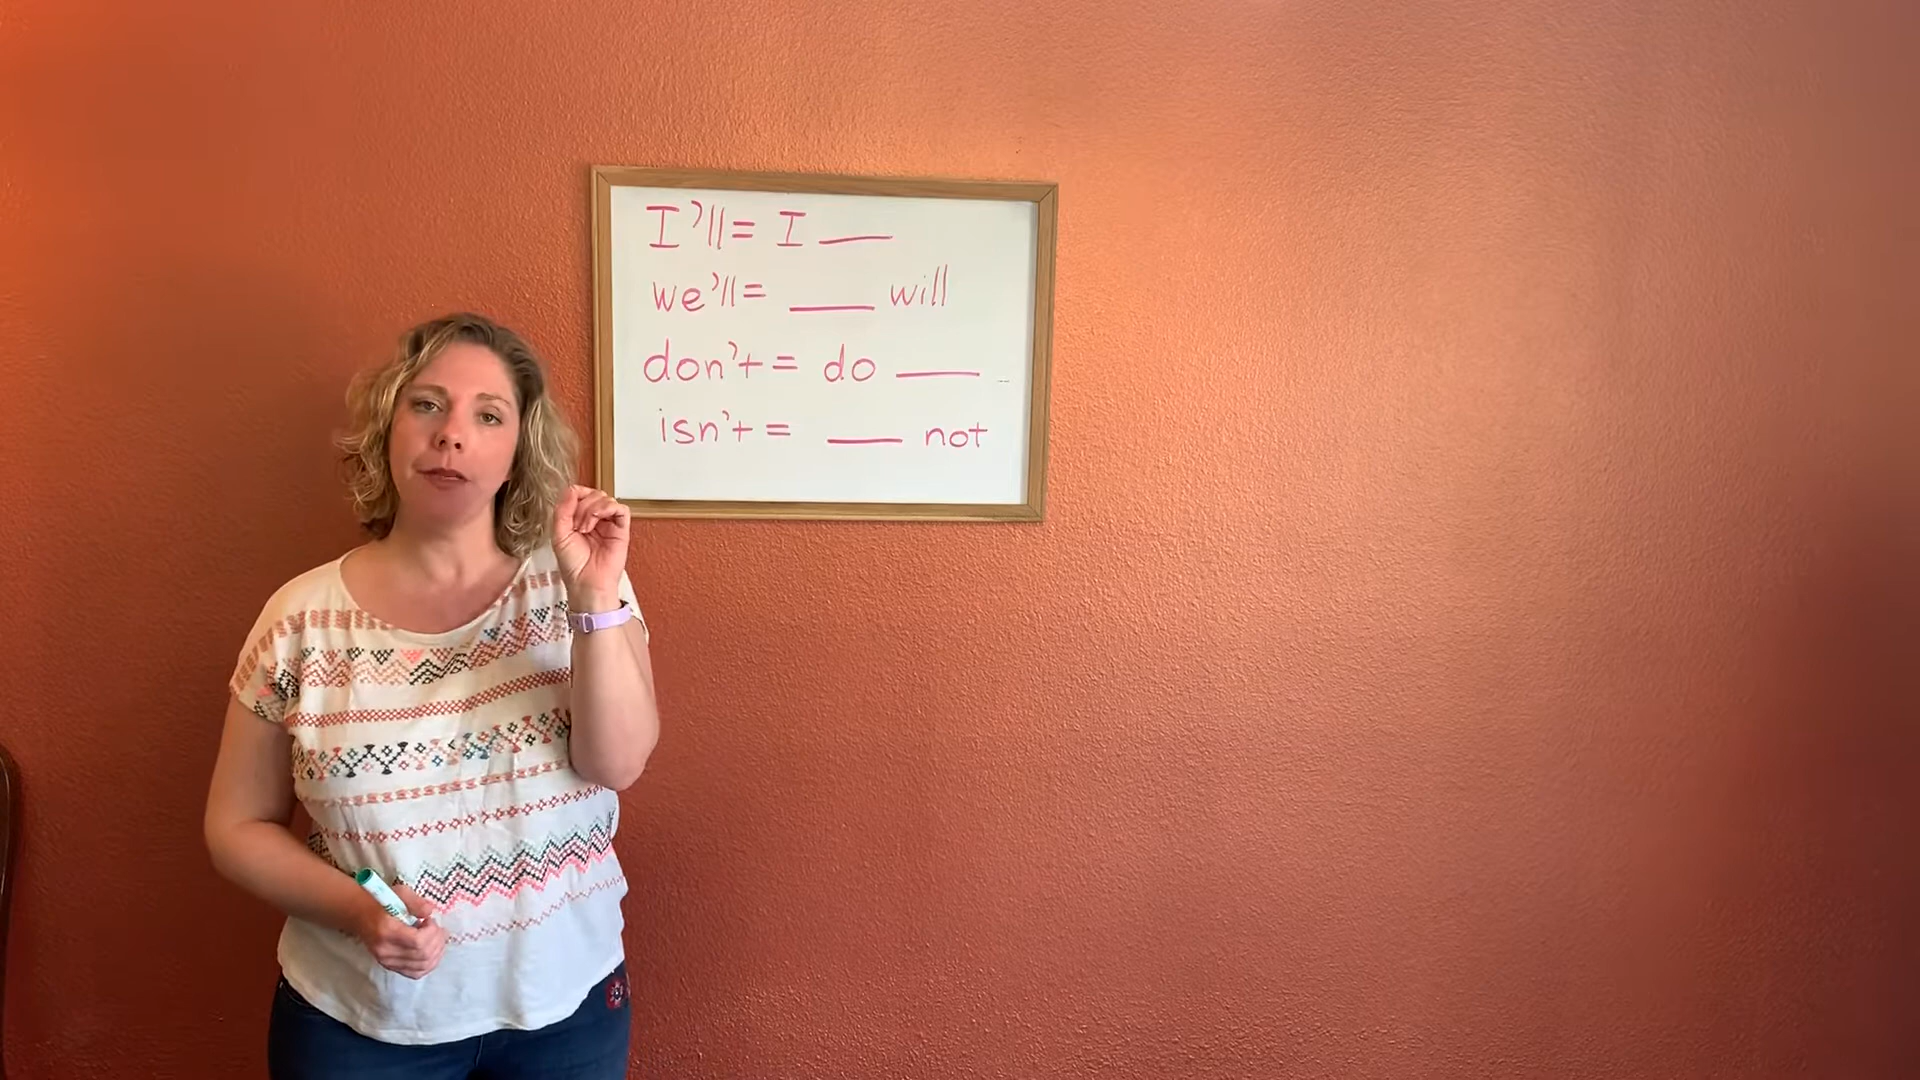 I'll = I ___
we'll = ___ will
don't = do ___
isn't = ___ not